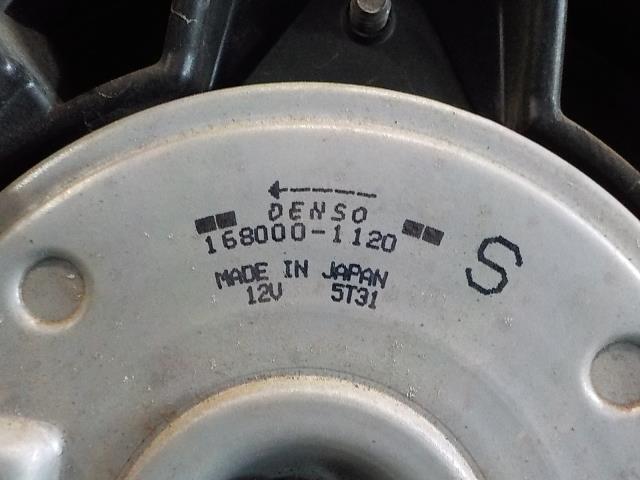 DENSO
168000-1120
S
MADE IN JAPAN
12V 5T31